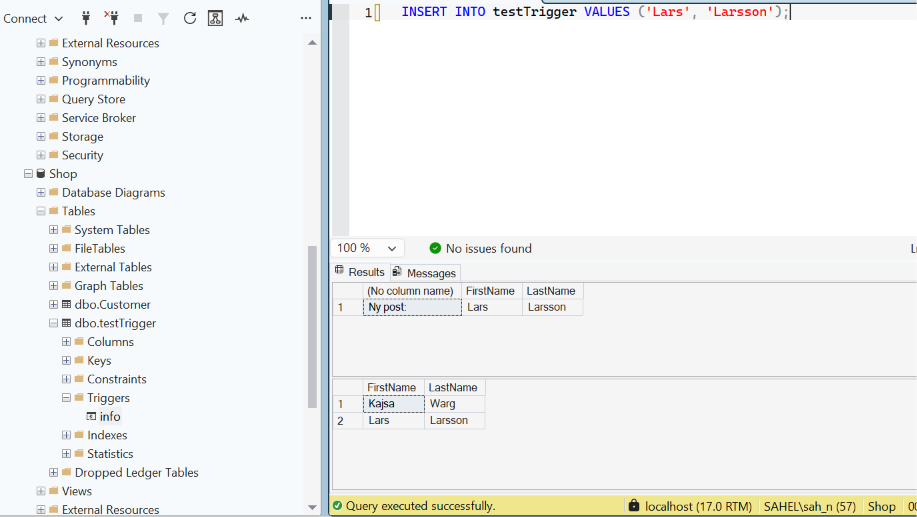 Connect
External Resources
Synonyms
Programmability
Query Store
Service Broker
Storage
Security
Shop
Database Diagrams
Tables
System Tables
FileTables
External Tables
Graph Tables
dbo.Customer
dbo.testTrigger
Columns
Keys
Constraints
Triggers
info
Indexes
Statistics
Dropped Ledger Tables
Views
External Resources
1 INSERT INTO testTrigger VALUES ('Lars', 'Larsson');
100 % No issues found
Results Messages
(No column name) FirstName LastName
1 Ny post: Lars Larsson
FirstName LastName
1 Kajsa Warg
2 Lars Larsson
Query executed successfully. localhost (17.0 RTM) SAHEL\sah_n (57) Shop